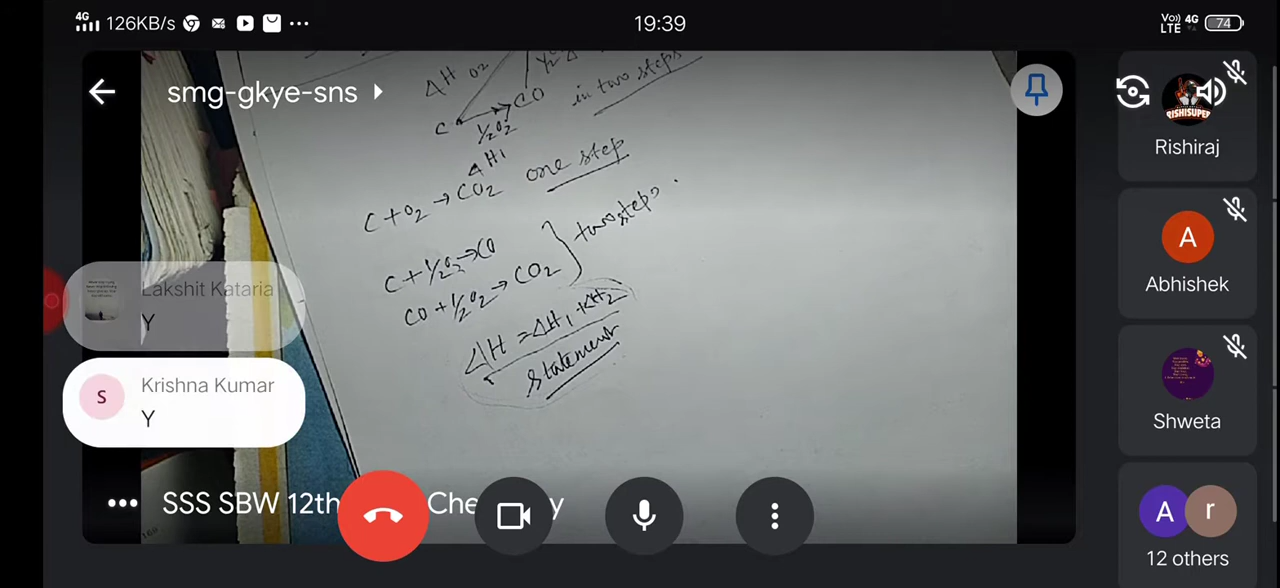 4G 126KB/s
19:39
Vo)) 4G LTE 74
smg-gkye-sns
ΔH O2
CO
in two steps
C
1/2O2
ΔH1
C + O2 → CO2 one step
C + 1/2O2 → CO
CO + 1/2O2 → CO2
two steps
ΔH = ΔH1 + ΔH2
Statement
Lakshit Kataria
Y
S
Krishna Kumar
Y
SSS SBW 12th
RISHISUPER
Rishiraj
A
Abhishek
Shweta
A r
12 others